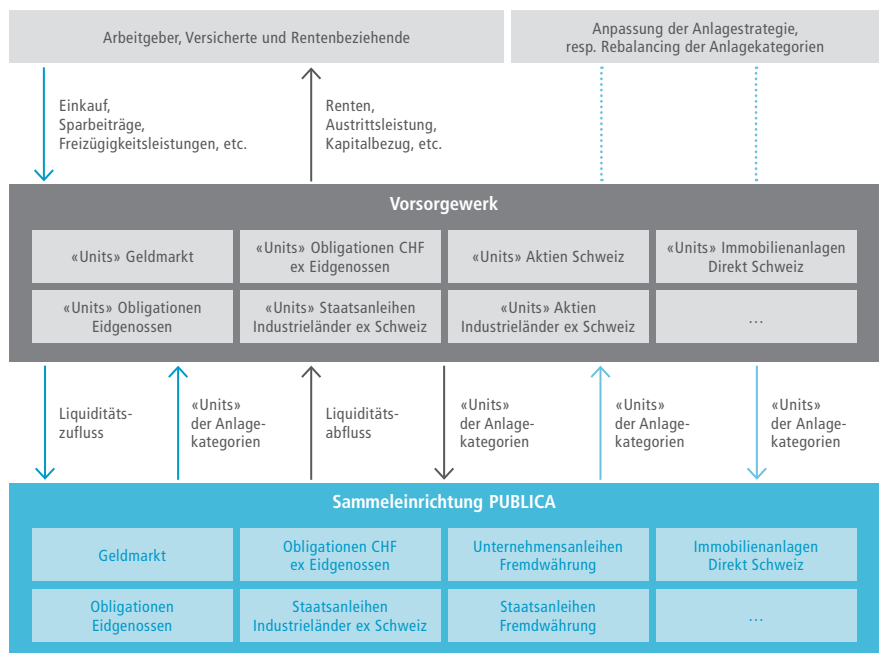 Arbeitgeber, Versicherte und Rentenbeziehende
Anpassung der Anlagestrategie,
resp. Rebalancing der Anlagekategorien
Einkauf,
Sparbeiträge,
Freizügigkeitsleistungen, etc.
Renten,
Austrittsleistung,
Kapitalbezug, etc.
Vorsorgewerk
«Units» Geldmarkt
«Units» Obligationen CHF
ex Eidgenossen
«Units» Aktien Schweiz
«Units» Immobilienanlagen
Direkt Schweiz
«Units» Obligationen
Eidgenossen
«Units» Staatsanleihen
Industrieländer ex Schweiz
«Units» Aktien
Industrieländer ex Schweiz
...
Liquiditäts-
zufluss
«Units»
der Anlage-
kategorien
Liquiditäts-
abfluss
«Units»
der Anlage-
kategorien
«Units»
der Anlage-
kategorien
«Units»
der Anlage-
kategorien
Sammeleinrichtung PUBLICA
Geldmarkt
Obligationen CHF
ex Eidgenossen
Unternehmensanleihen
Fremdwährung
Immobilienanlagen
Direkt Schweiz
Obligationen
Eidgenossen
Staatsanleihen
Industrieländer ex Schweiz
Staatsanleihen
Fremdwährung
...